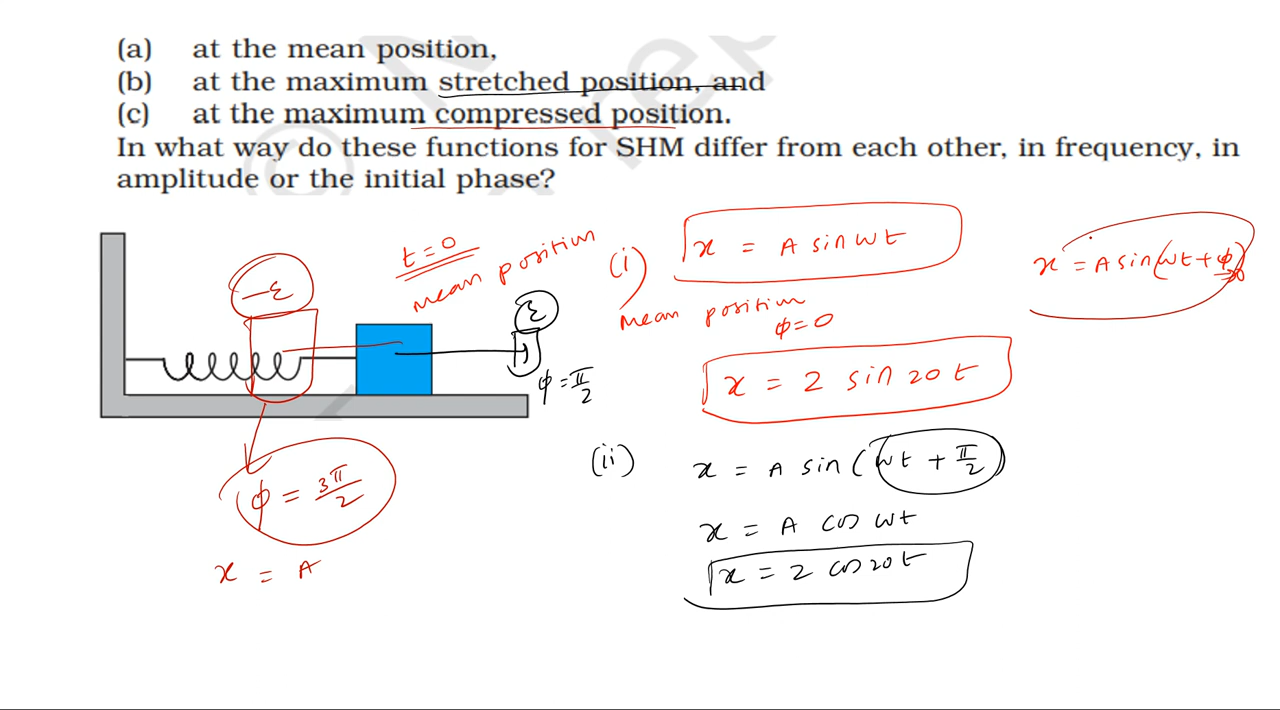 (a) at the mean position,
(b) at the maximum stretched position, and
(c) at the maximum compressed position.
In what way do these functions for SHM differ from each other, in frequency, in
amplitude or the initial phase?
t=0
mean position
φ = π/2
φ = 3π/2
x = A
(i) x = A sin ωt
x = A sin(ωt + φ)
mean position
φ=0
x = 2 sin 20 t
(ii) x = A sin (ωt + π/2)
x = A cos ωt
x = 2 cos 20 t